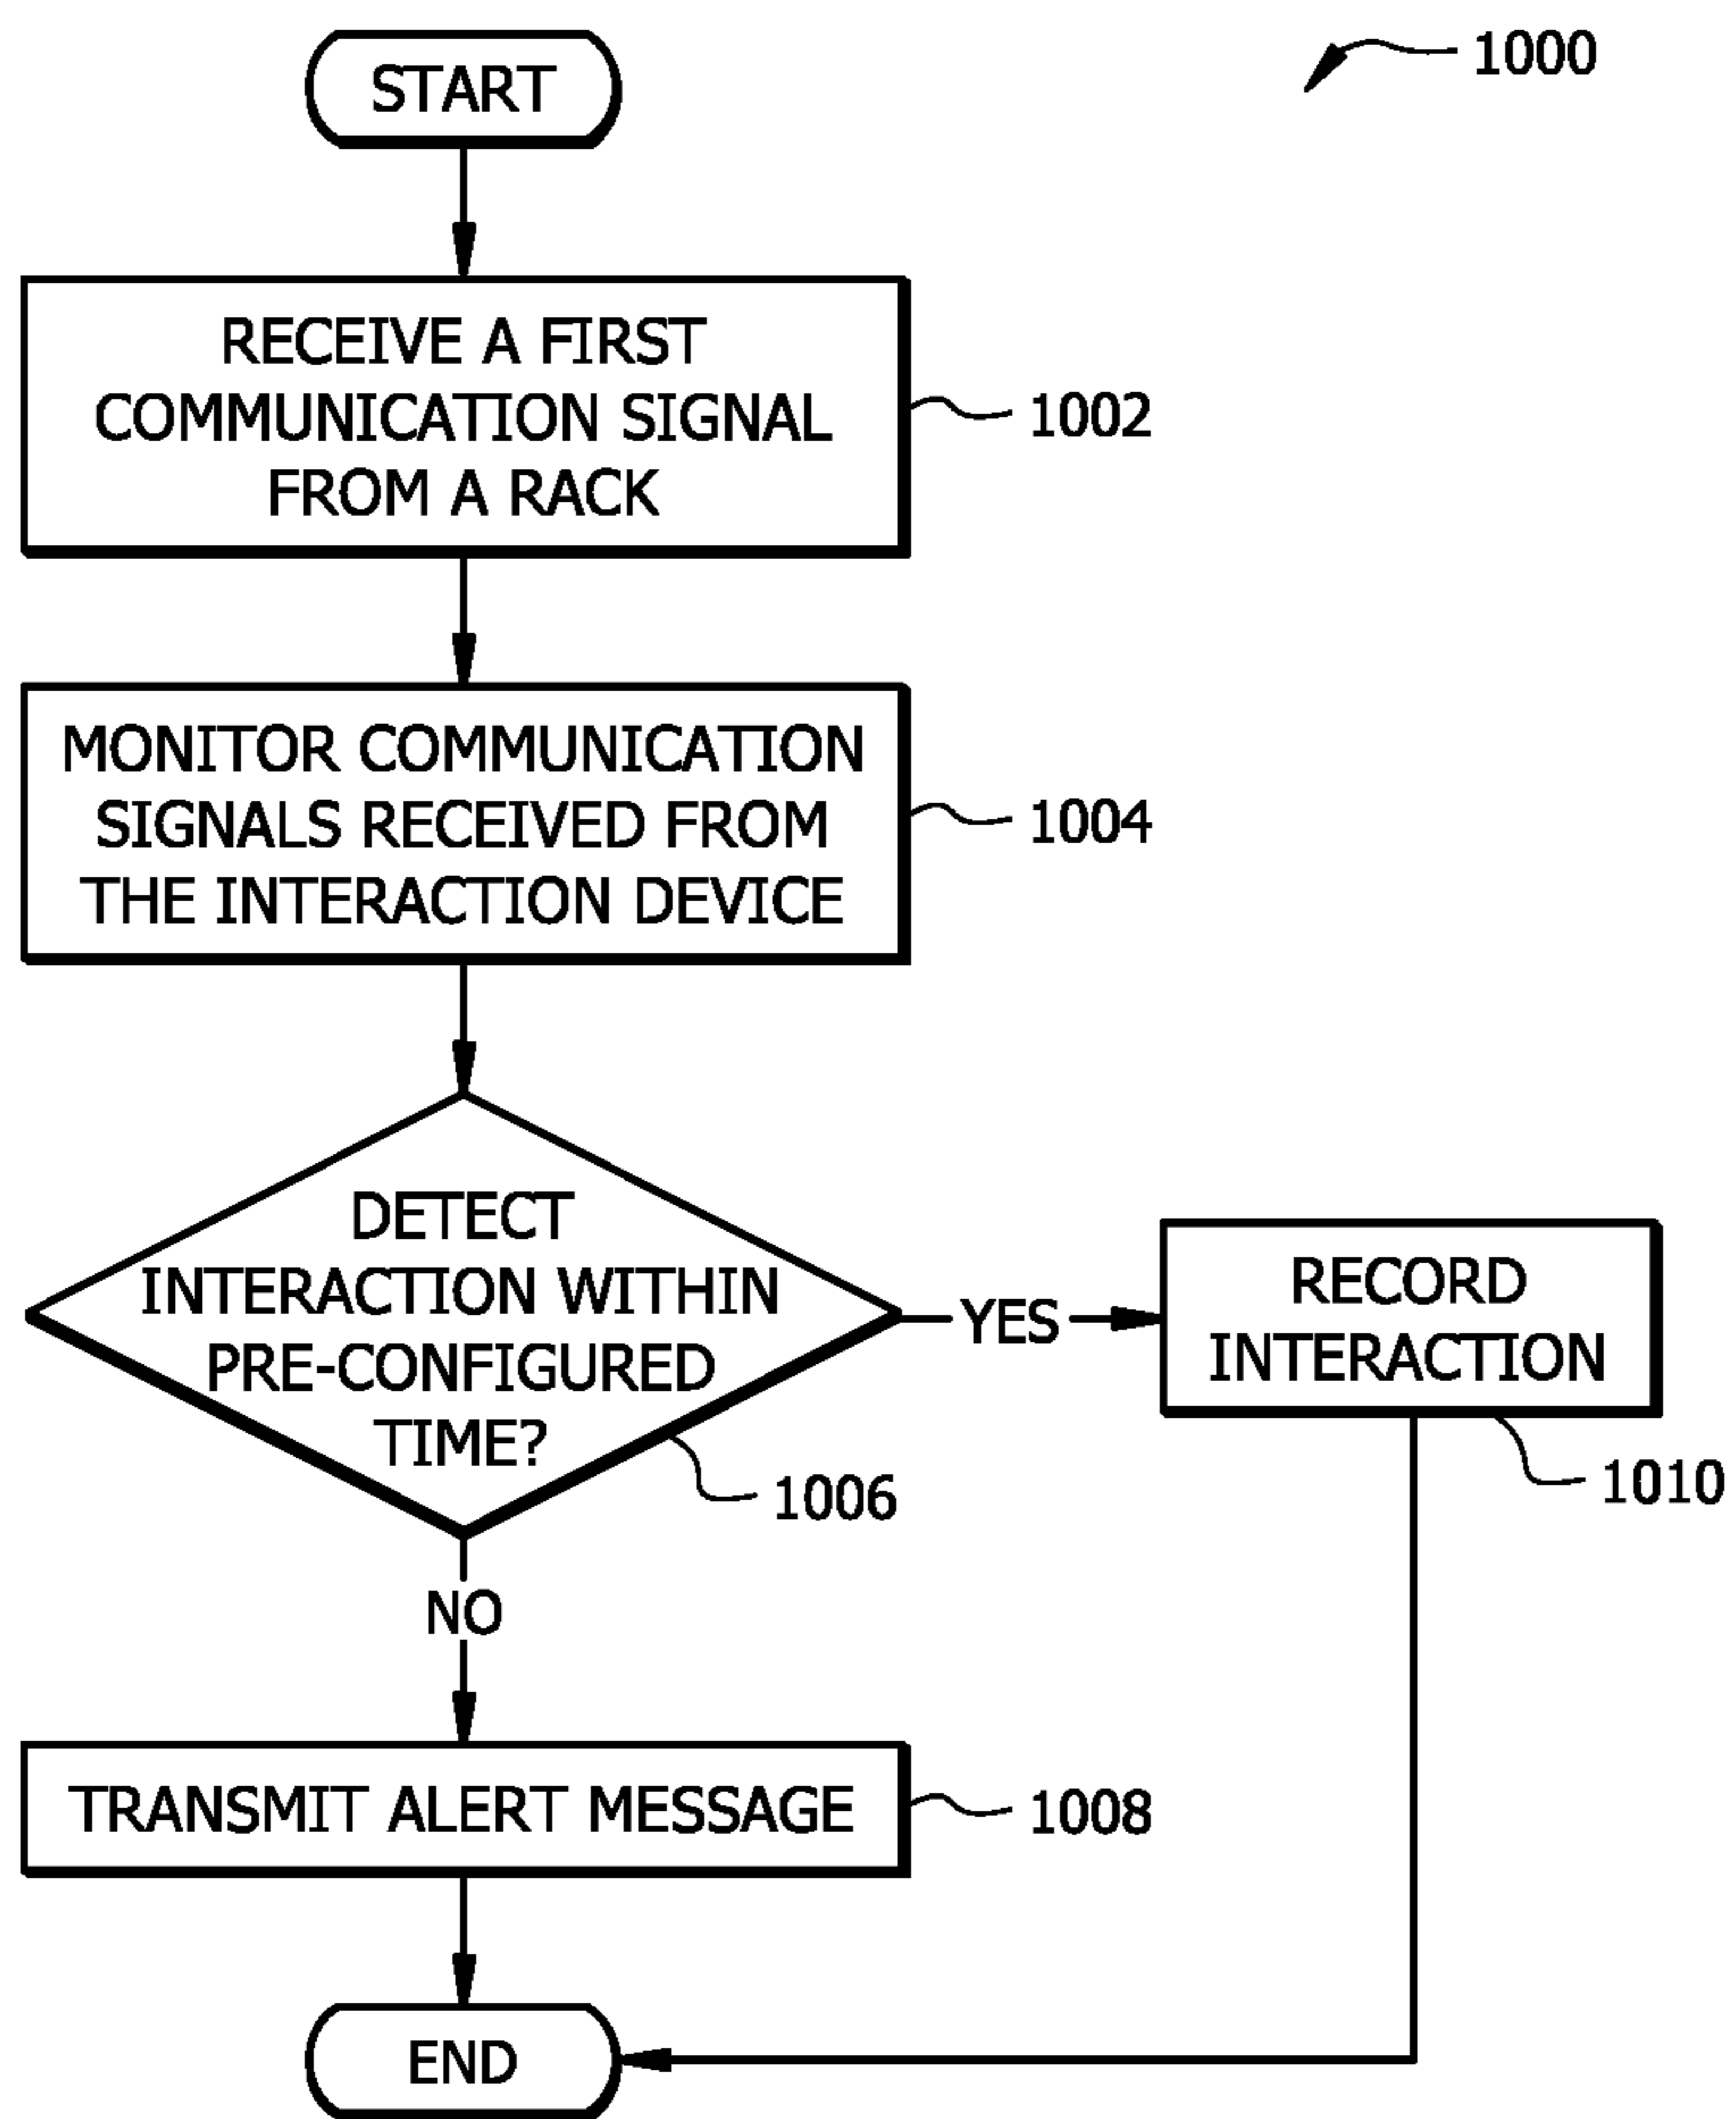 START
1000
RECEIVE A FIRST
COMMUNICATION SIGNAL
FROM A RACK
1002
MONITOR COMMUNICATION
SIGNALS RECEIVED FROM
THE INTERACTION DEVICE
1004
DETECT
INTERACTION WITHIN
PRE-CONFIGURED
TIME?
1006
YES
RECORD
INTERACTION
1010
NO
TRANSMIT ALERT MESSAGE
1008
END